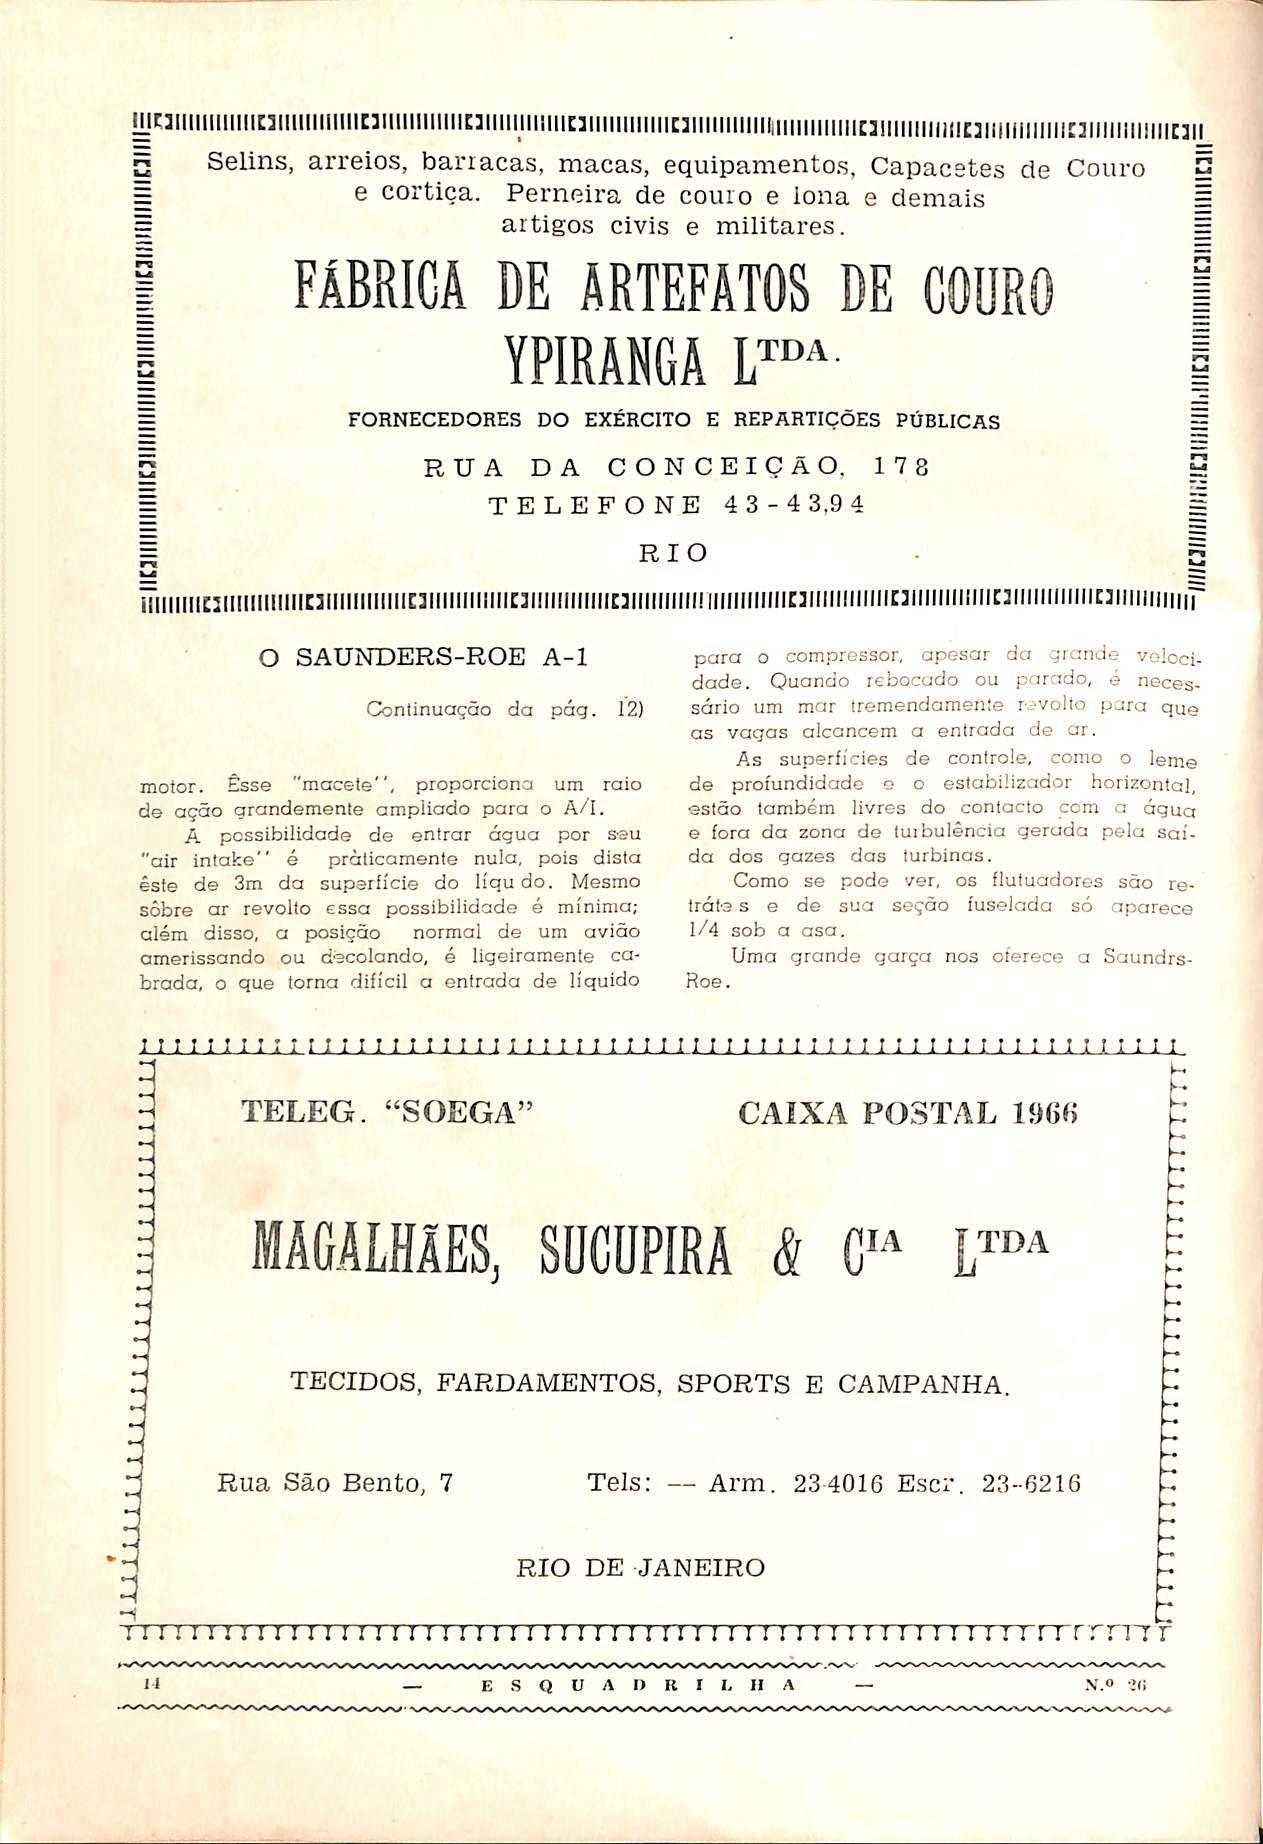 Selins, arreios, barracas, macas, equipamentos, Capacetes de Couro
e cortiça. Perneira de couro e lona e demais
artigos civis e militares.
FÁBRICA DE ARTEFATOS DE COURO
YPIRANGA LTDA.
FORNECEDORES DO EXÉRCITO E REPARTIÇÕES PÚBLICAS
RUA DA CONCEIÇÃO, 178
TELEFONE 43-43,94
RIO
O SAUNDERS-ROE A-1
Continuação da pág. 12)
motor. Êsse "macete", proporciona um raio
de ação grandemente ampliado para o A/I.
A possibilidade de entrar água por seu
"air intake" é pràticamente nula, pois dista
êste de 3m da superfície do líqu do. Mesmo
sôbre ar revolto essa possibilidade é mínima;
além disso, a posição normal de um avião
amerissando ou decolando, é ligeiramente ca-
brada, o que torna difícil a entrada de líquido
para o compressor, apesar da grande veloci-
dade. Quando rebocado ou parado, é neces-
sário um mar tremendamente revolto para que
as vagas alcancem a entrada de ar.
As superfícies de controle, como o leme
de profundidade e o estabilizador horizontal,
estão também livres do contacto com a água
e fora da zona de turbulência gerada pela saí-
da dos gazes das turbinas.
Como se pode ver, os flutuadores são re-
tráte.s e de sua seção fuselada só aparece
1/4 sob a asa.
Uma grande garça nos oferece a Saundrs-
Roe.
TELEG. “SOEGA” CAIXA POSTAL 1966
MAGALHÃES, SUCUPIRA & CIA LTDA
TECIDOS, FARDAMENTOS, SPORTS E CAMPANHA.
Rua São Bento, 7 Tels: — Arm. 23-4016 Escr. 23-6216
RIO DE JANEIRO
14 — ESQUADRILHA — N.º 26